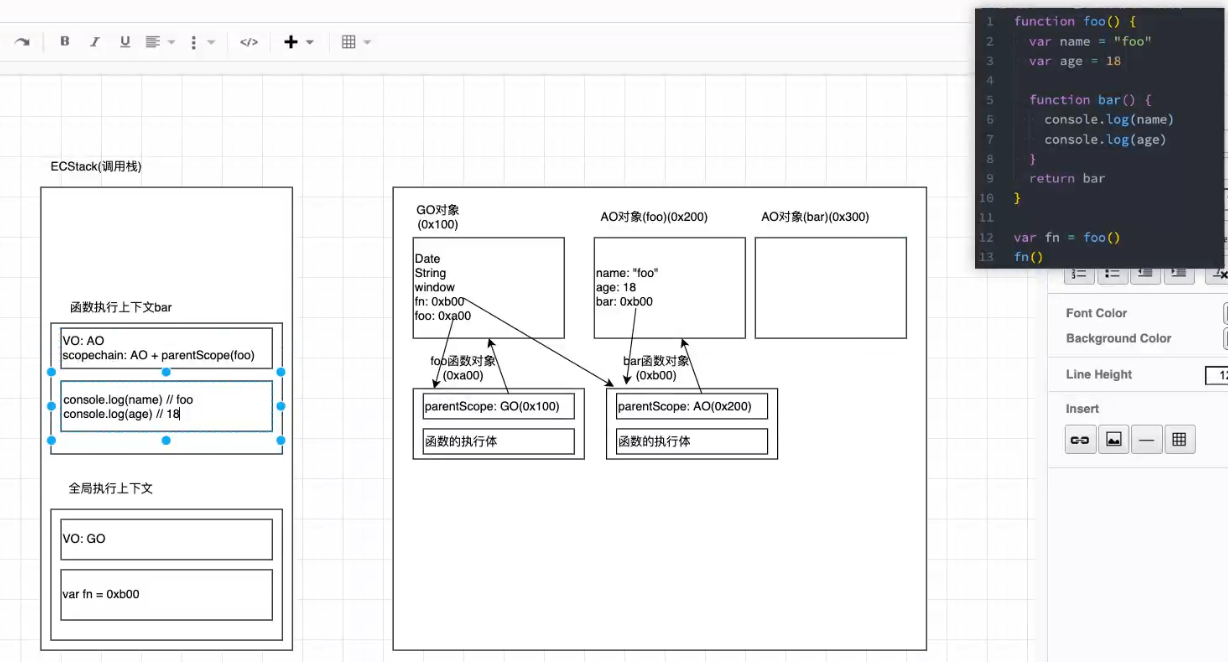 B I U </>
ECStack(调用栈)
函数执行上下文bar
VO: AO
scopechain: AO + parentScope(foo)
console.log(name) // foo
console.log(age) // 18
全局执行上下文
VO: GO
var fn = 0xb00
GO对象
(0x100)
Date
String
window
fn: 0xb00
foo: 0xa00
AO对象(foo)(0x200)
name: "foo"
age: 18
bar: 0xb00
AO对象(bar)(0x300)
foo函数对象
(0xa00)
parentScope: GO(0x100)
函数的执行体
bar函数对象
(0xb00)
parentScope: AO(0x200)
函数的执行体
1 function foo() {
2 var name = "foo"
3 var age = 18
4
5 function bar() {
6 console.log(name)
7 console.log(age)
8 }
9 return bar
10 }
11
12 var fn = foo()
13 fn()
Font Color
Background Color
Line Height
Insert